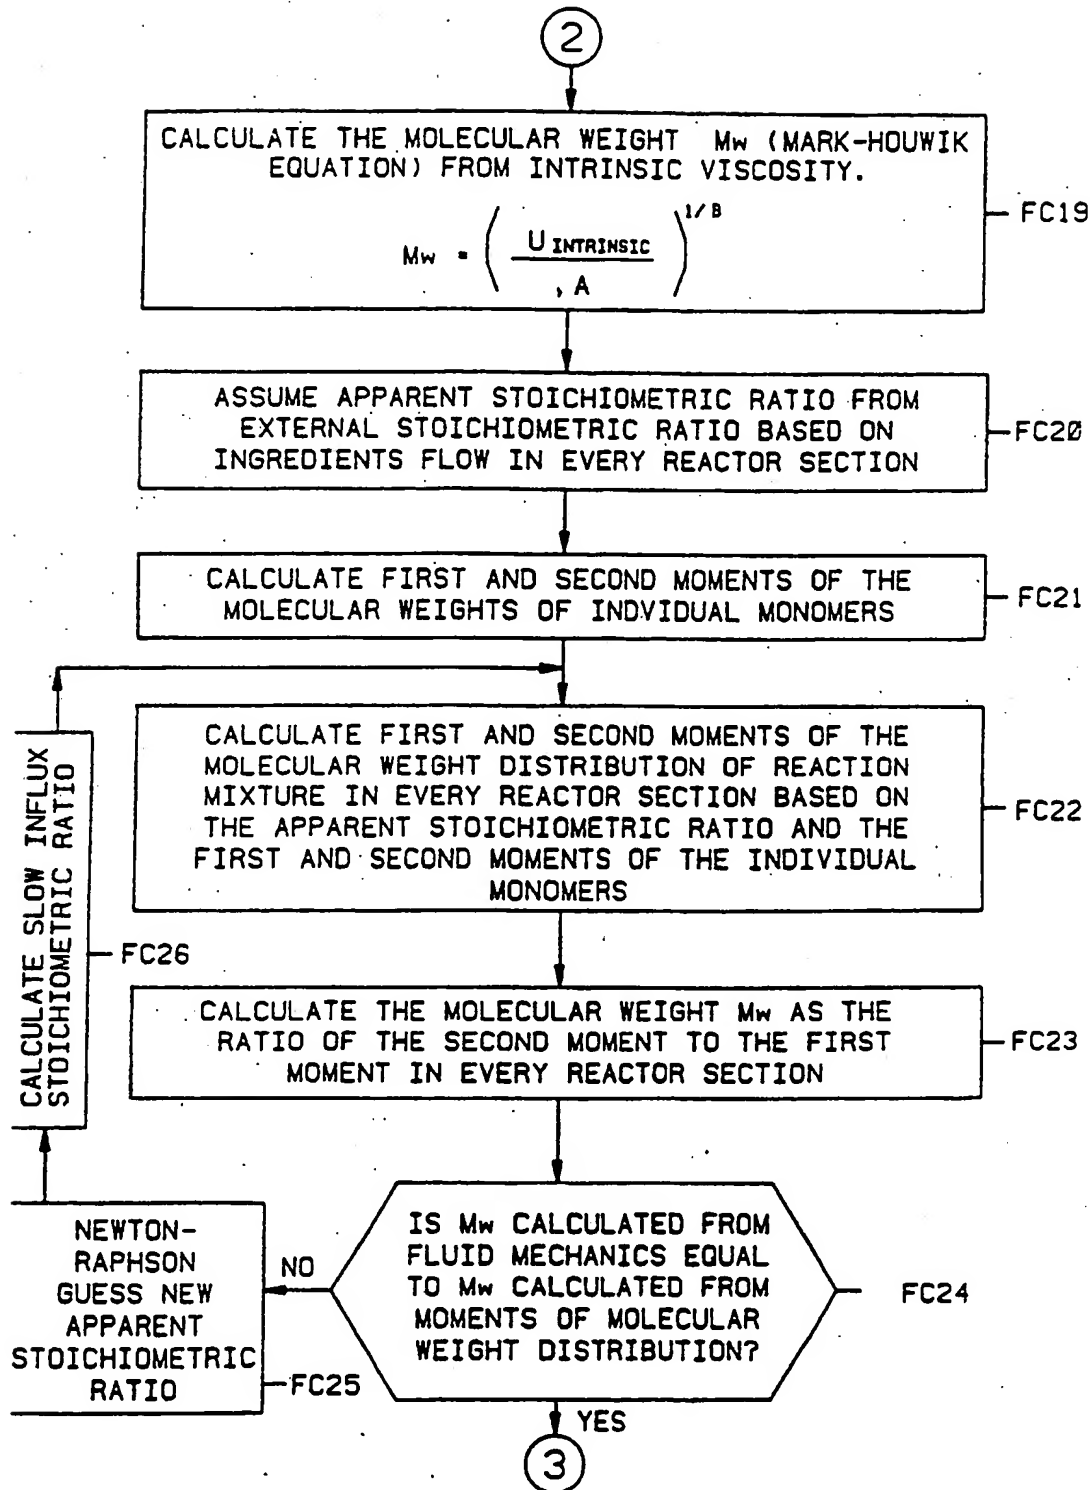 2
CALCULATE THE MOLECULAR WEIGHT Mw (MARK-HOUWIK
EQUATION) FROM INTRINSIC VISCOSITY.
Mw = ( U INTRINSIC / A ) 1/B
FC19
ASSUME APPARENT STOICHIOMETRIC RATIO FROM
EXTERNAL STOICHIOMETRIC RATIO BASED ON
INGREDIENTS FLOW IN EVERY REACTOR SECTION
FC20
CALCULATE FIRST AND SECOND MOMENTS OF THE
MOLECULAR WEIGHTS OF INDVIDUAL MONOMERS
FC21
CALCULATE FIRST AND SECOND MOMENTS OF THE
MOLECULAR WEIGHT DISTRIBUTION OF REACTION
MIXTURE IN EVERY REACTOR SECTION BASED ON
THE APPARENT STOICHIOMETRIC RATIO AND THE
FIRST AND SECOND MOMENTS OF THE INDIVIDUAL
MONOMERS
FC22
CALCULATE SLOW INFLUX
STOICHIOMETRIC RATIO
FC26
CALCULATE THE MOLECULAR WEIGHT Mw AS THE
RATIO OF THE SECOND MOMENT TO THE FIRST
MOMENT IN EVERY REACTOR SECTION
FC23
IS Mw CALCULATED FROM
FLUID MECHANICS EQUAL
TO Mw CALCULATED FROM
MOMENTS OF MOLECULAR
WEIGHT DISTRIBUTION?
FC24
NO
NEWTON-
RAPHSON
GUESS NEW
APPARENT
STOICHIOMETRIC
RATIO
FC25
YES
3